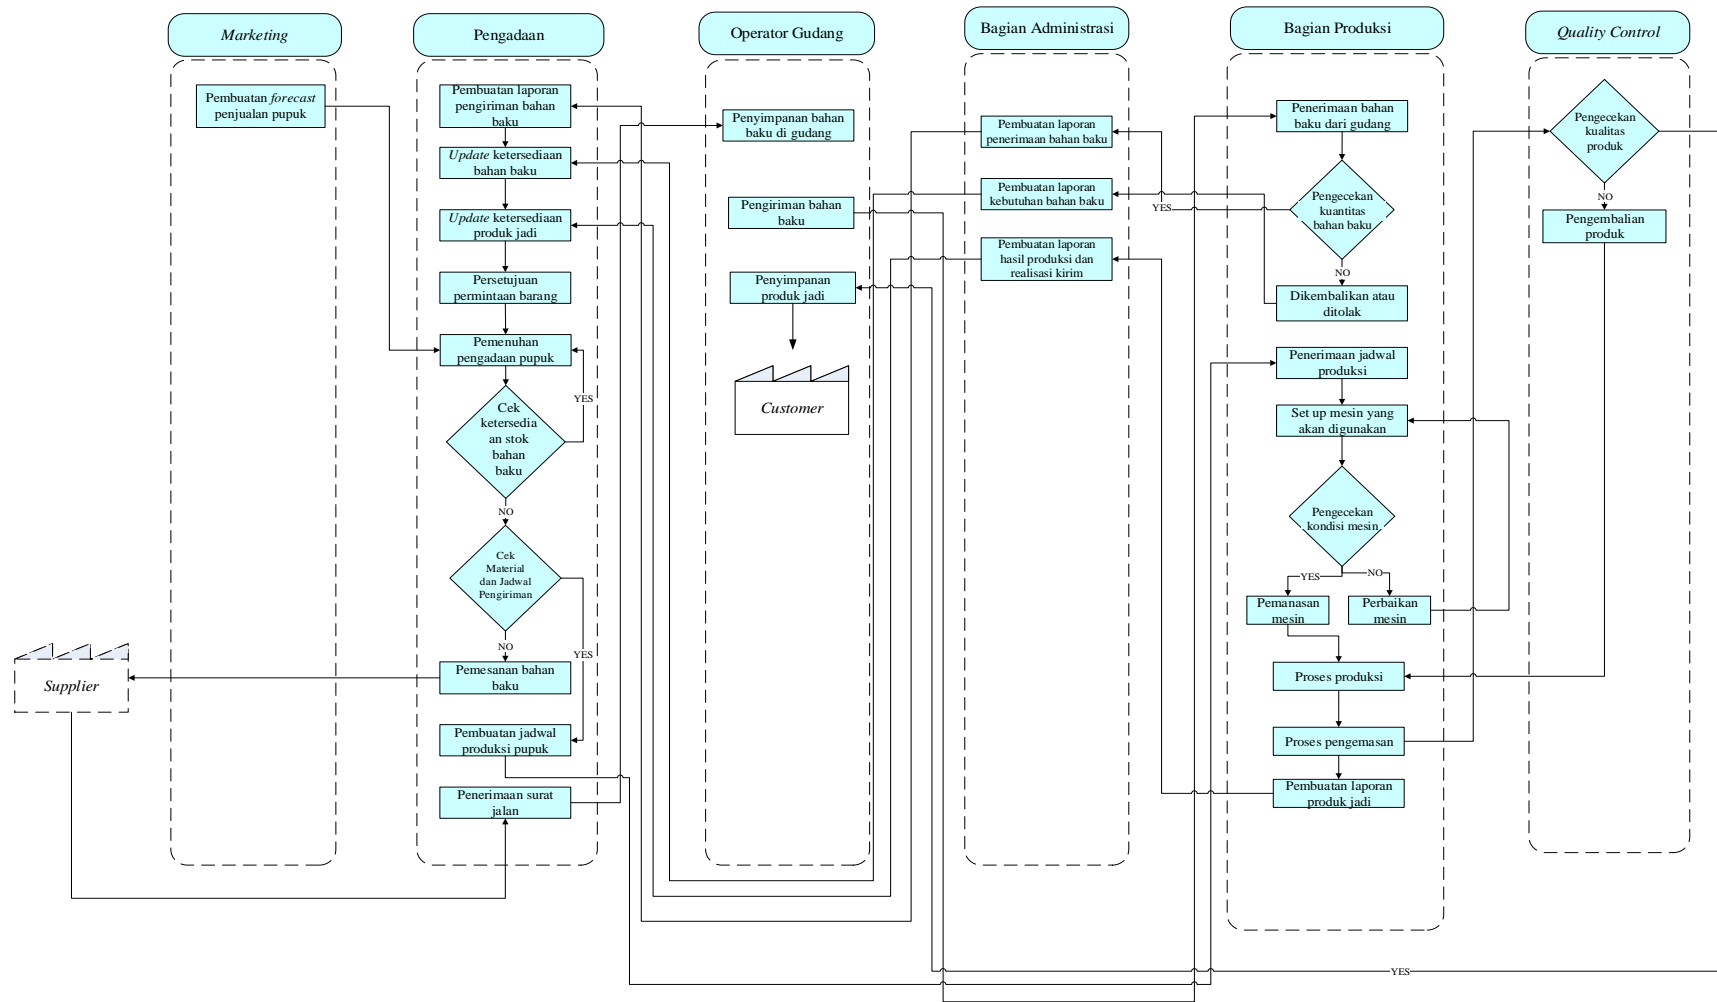 Marketing
Pembuatan forecast
penjualan pupuk
Supplier
Pengadaan
Pembuatan laporan
pengiriman bahan
baku
Update ketersediaan
bahan baku
Update ketersediaan
produk jadi
Persetujuan
permintaan barang
Pemenuhan
pengadaan pupuk
YES
Cek
ketersedia
an stok
bahan
baku
NO
Cek
Material
dan Jadwal
Pengiriman
NO
YES
Pemesanan bahan
baku
Pembuatan jadwal
produksi pupuk
Penerimaan surat
jalan
Operator Gudang
Penyimpanan bahan
baku di gudang
Pengiriman bahan
baku
Penyimpanan
produk jadi
Customer
Bagian Administrasi
Pembuatan laporan
penerimaan bahan baku
Pembuatan laporan
kebutuhan bahan baku
Pembuatan laporan
hasil produksi dan
realisasi kirim
Bagian Produksi
Penerimaan bahan
baku dari gudang
Pengecekan
kuantitas
bahan baku
YES
NO
Dikembalikan atau
ditolak
Penerimaan jadwal
produksi
Set up mesin yang
akan digunakan
Pengecekan
kondisi mesin
YES
NO
Pemanasan
mesin
Perbaikan
mesin
Proses produksi
Proses pengemasan
Pembuatan laporan
produk jadi
Quality Control
Pengecekan
kualitas
produk
NO
Pengembalian
produk
YES